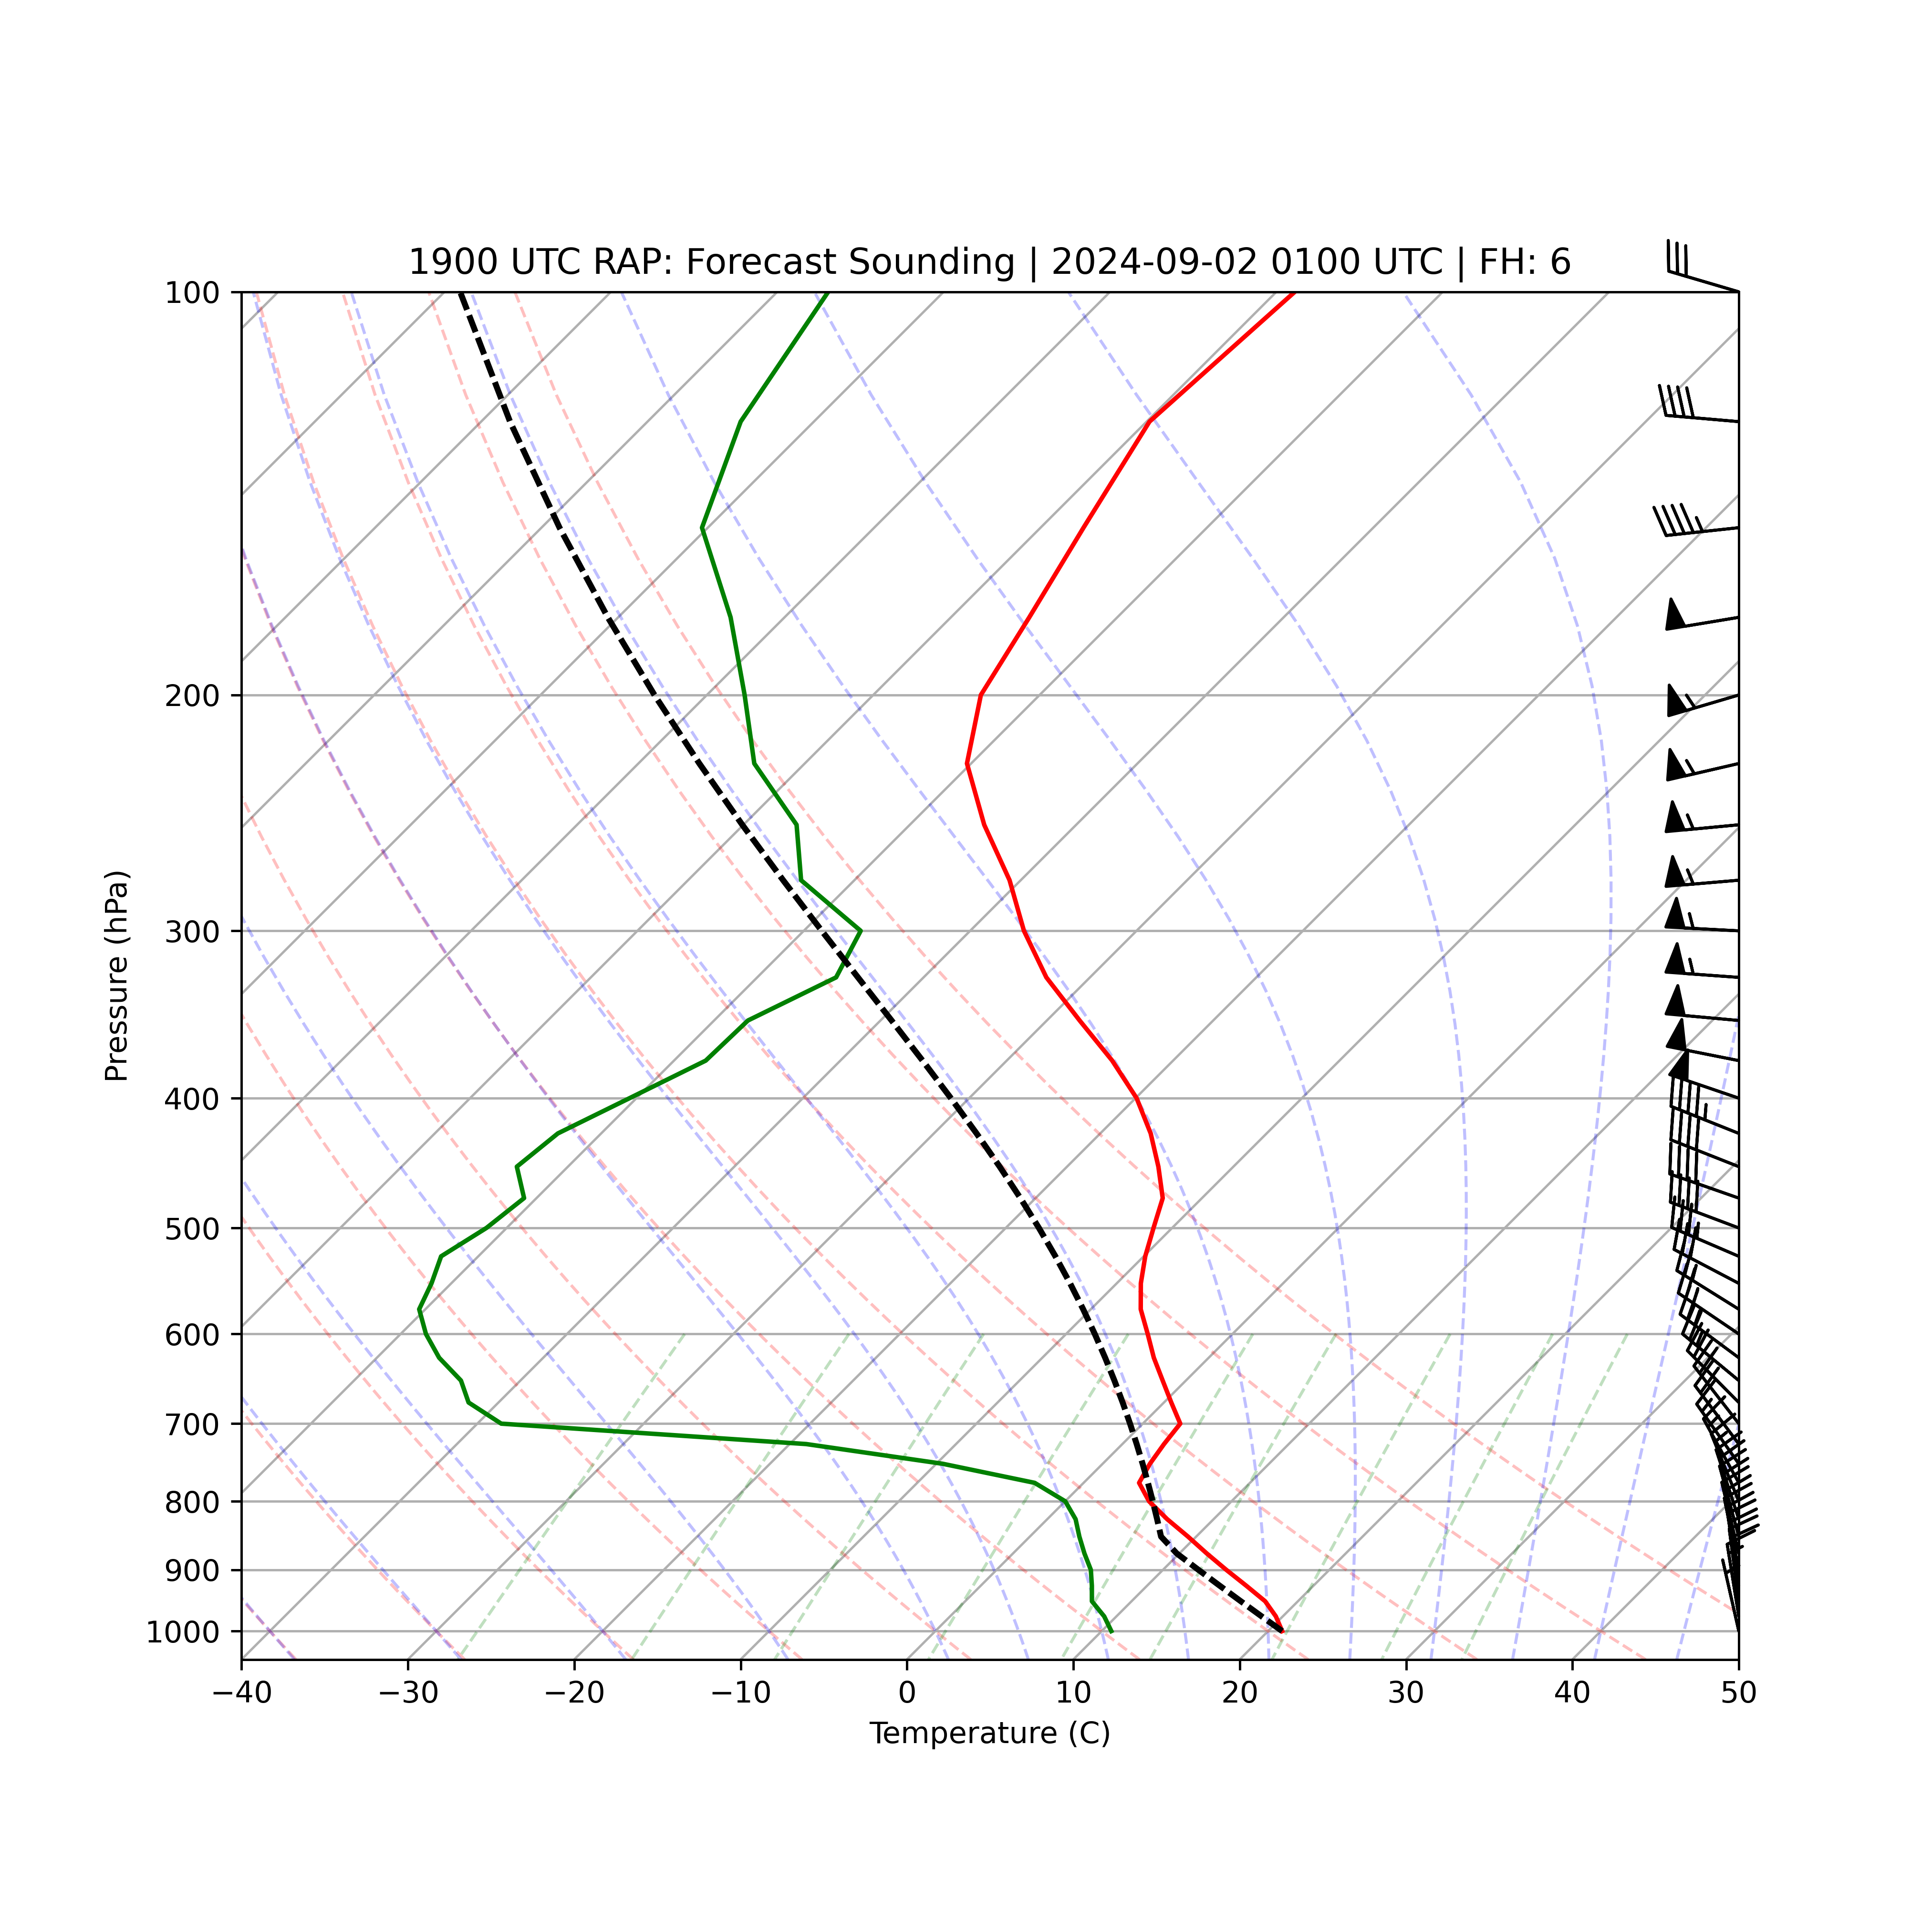 1900 UTC RAP: Forecast Sounding | 2024-09-02 0100 UTC | FH: 6
100
200
300
400
500
600
700
800
900
1000
Pressure (hPa)
−40 −30 −20 −10 0 10 20 30 40 50
Temperature (C)